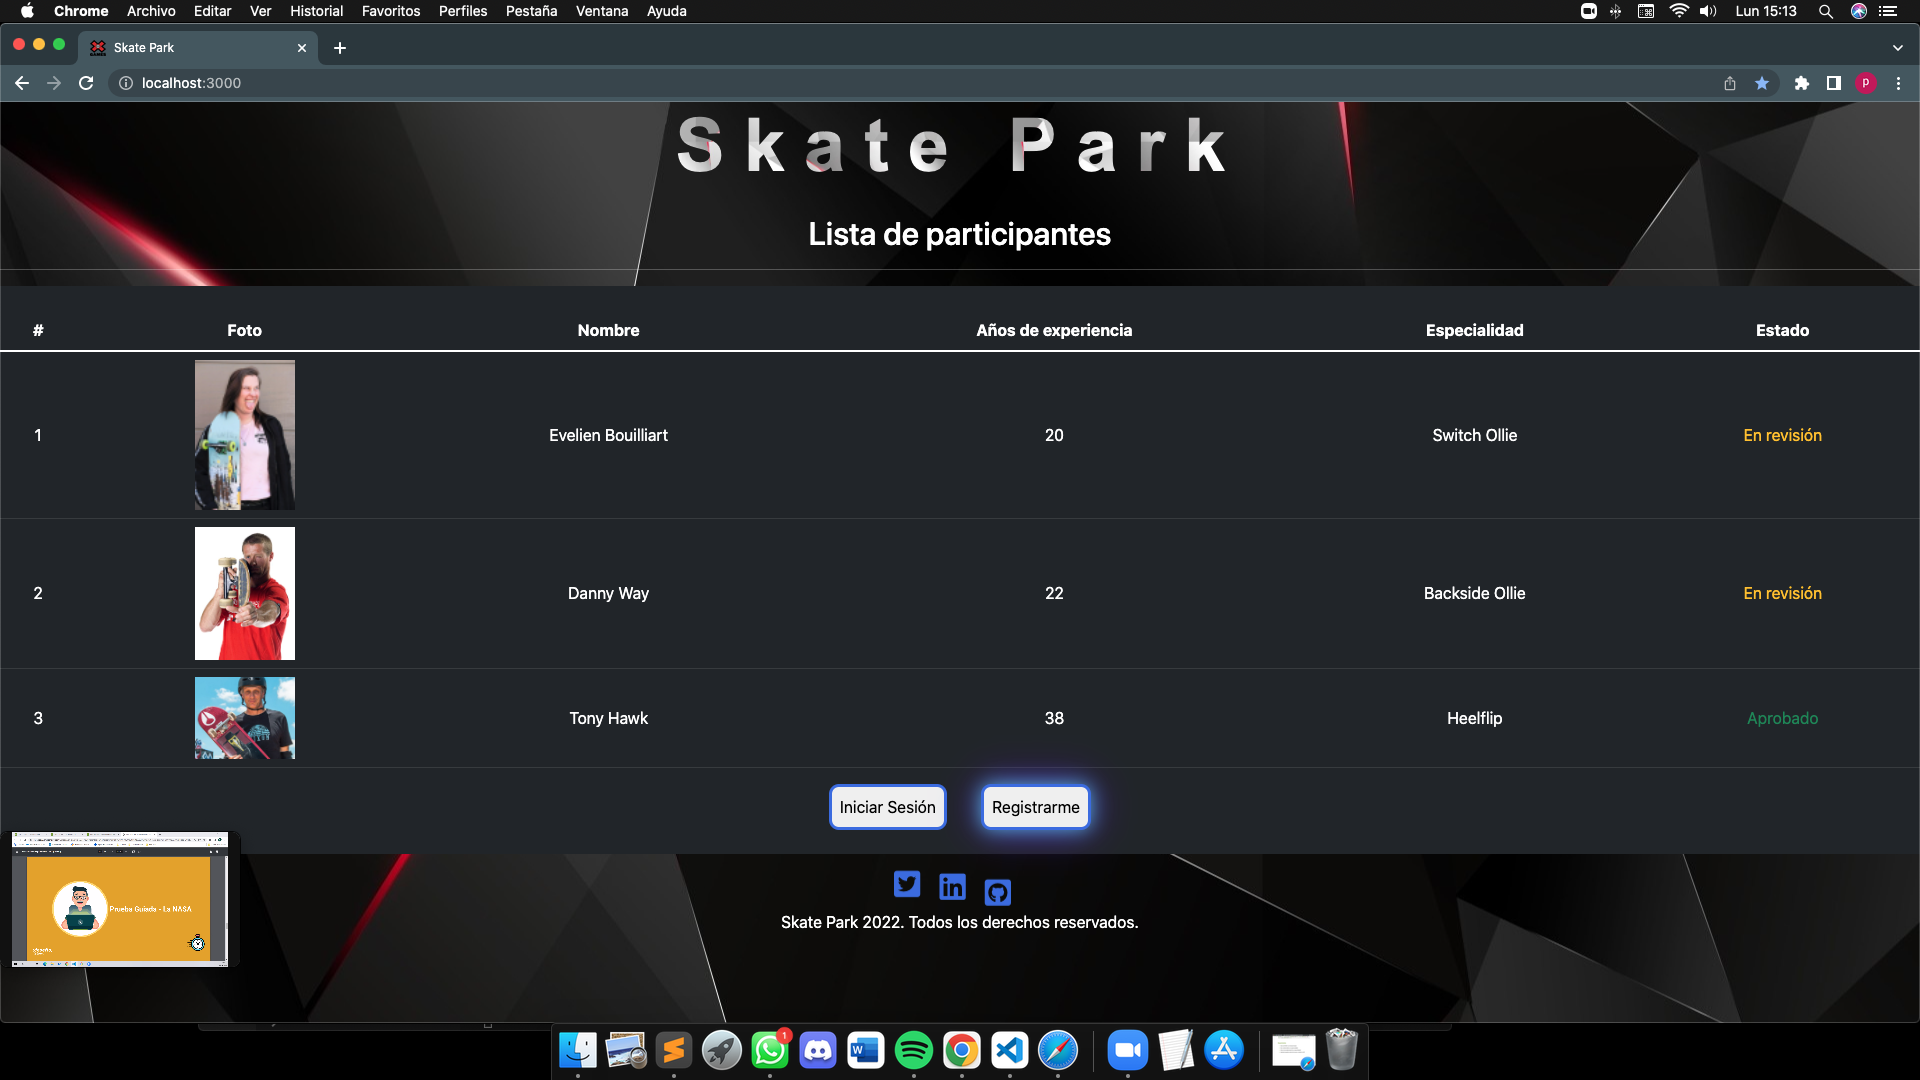 Chrome Archivo Editar Ver Historial Favoritos Perfiles Pestaña Ventana Ayuda
Lun 15:13
Skate Park
localhost:3000
P
Skate Park
Lista de participantes
# Foto Nombre Años de experiencia Especialidad Estado
1 Evelien Bouilliart 20 Switch Ollie En revisión
2 Danny Way 22 Backside Ollie En revisión
3 Tony Hawk 38 Heelflip Aprobado
Iniciar Sesión Registrarme
Prueba Guiada - La NASA
Skate Park 2022. Todos los derechos reservados.
1